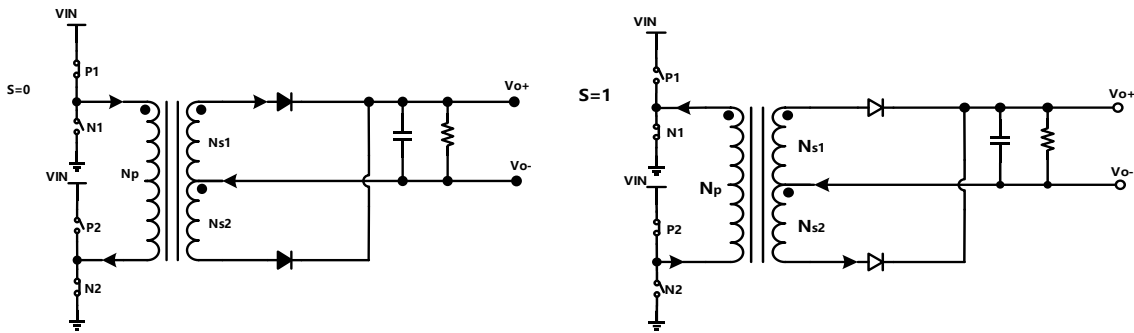 VIN
P1
S=0
N1
VIN
P2
N2
Np
Ns1
Ns2
Vo+
Vo-
VIN
P1
S=1
N1
VIN
P2
N2
Np
Ns1
Ns2
Vo+
Vo-